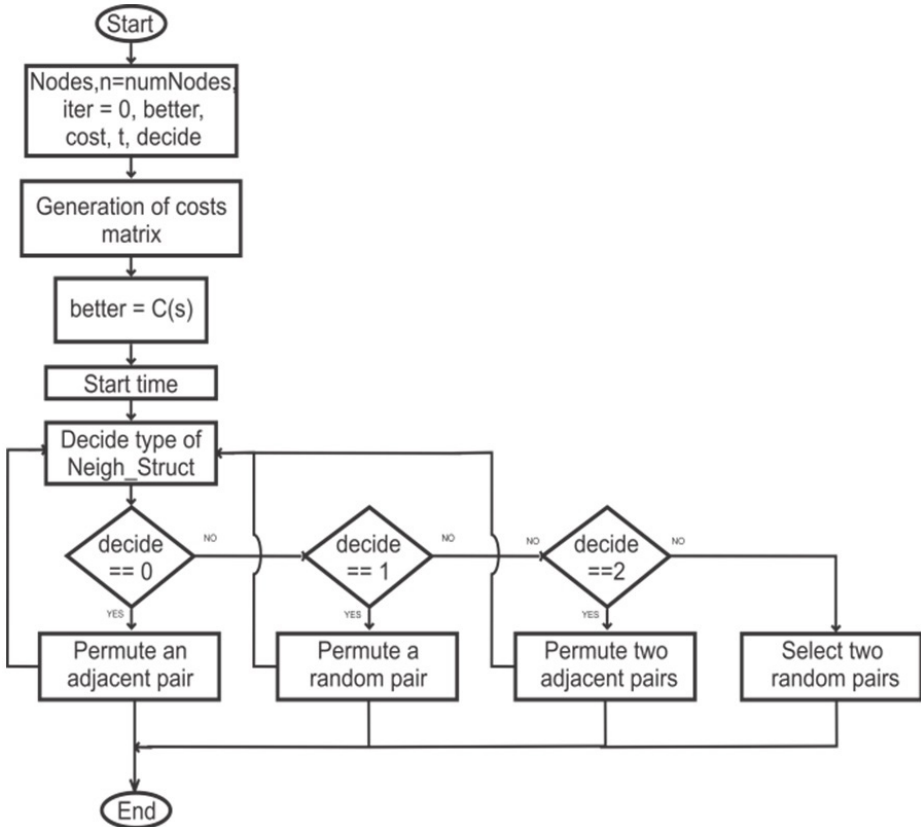 Start
Nodes,n=numNodes,
iter = 0, better,
cost, t, decide
Generation of costs
matrix
better = C(s)
Start time
Decide type of
Neigh_Struct
decide
== 0
NO
YES
decide
== 1
NO
YES
NO
decide
==2
NO
YES
Permute an
adjacent pair
Permute a
random pair
Permute two
adjacent pairs
Select two
random pairs
End